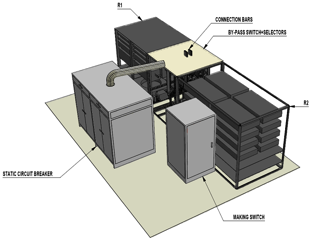 R1
CONNECTION BARS
BY-PASS SWITCH+SELECTORS
R2
STATIC CIRCUIT BREAKER
MAKING SWITCH